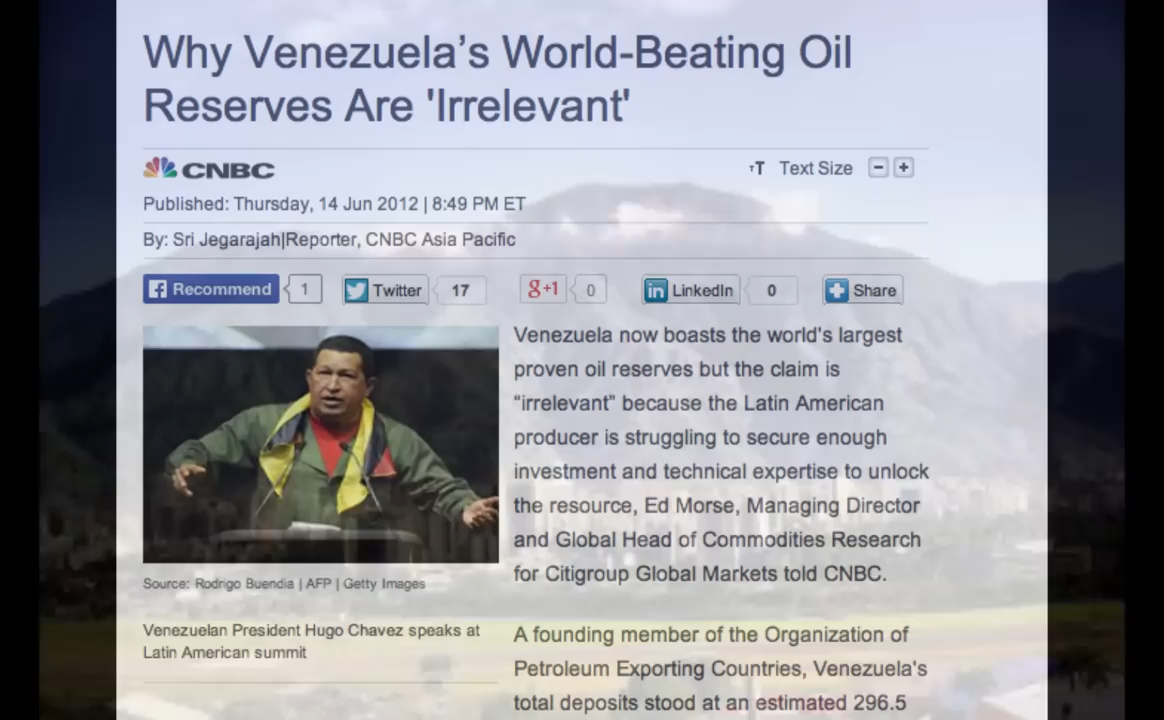 Why Venezuela's World-Beating Oil
Reserves Are 'Irrelevant'
CNBC
TT Text Size - +
Published: Thursday, 14 Jun 2012 | 8:49 PM ET
By: Sri Jegarajah|Reporter, CNBC Asia Pacific
f Recommend 1 Twitter 17 g+1 0 in LinkedIn 0 + Share
Venezuela now boasts the world's largest
proven oil reserves but the claim is
“irrelevant” because the Latin American
producer is struggling to secure enough
investment and technical expertise to unlock
the resource, Ed Morse, Managing Director
and Global Head of Commodities Research
for Citigroup Global Markets told CNBC.
Source: Rodrigo Buendia | AFP | Getty Images
Venezuelan President Hugo Chavez speaks at
Latin American summit
A founding member of the Organization of
Petroleum Exporting Countries, Venezuela's
total deposits stood at an estimated 296.5